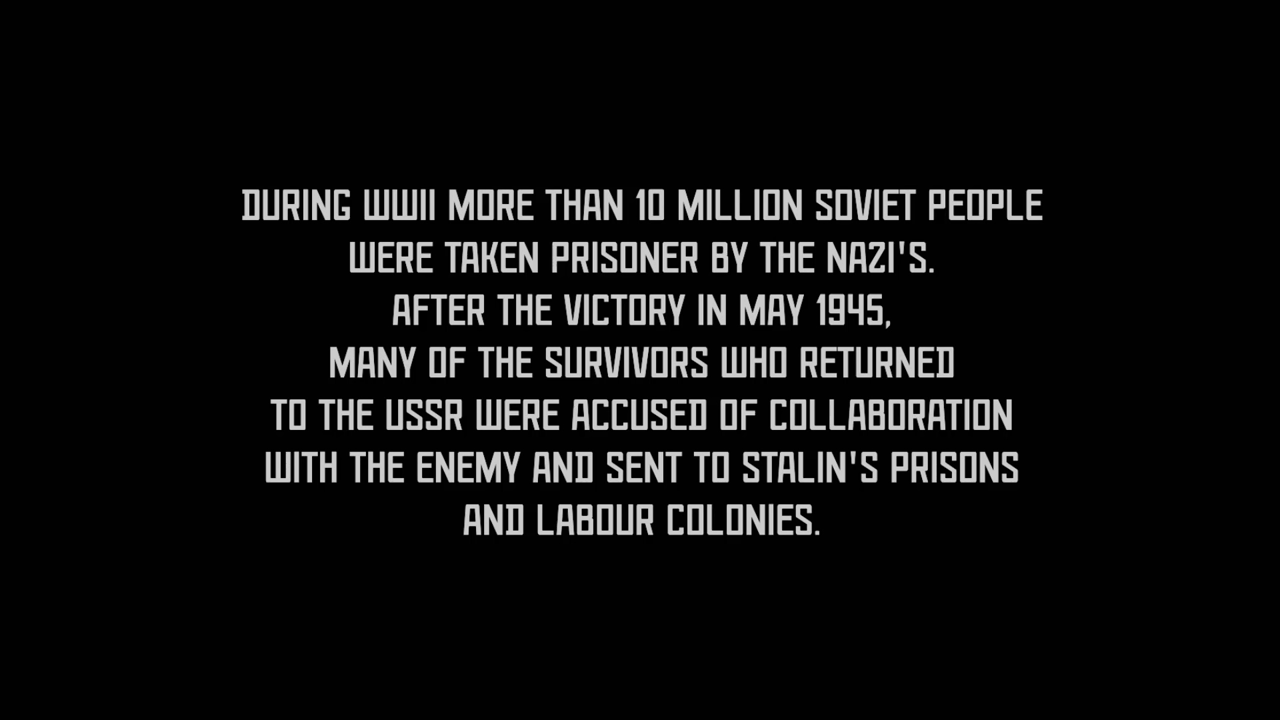 DURING WWII MORE THAN 10 MILLION SOVIET PEOPLE
WERE TAKEN PRISONER BY THE NAZI'S.
AFTER THE VICTORY IN MAY 1945,
MANY OF THE SURVIVORS WHO RETURNED
TO THE USSR WERE ACCUSED OF COLLABORATION
WITH THE ENEMY AND SENT TO STALIN'S PRISONS
AND LABOUR COLONIES.